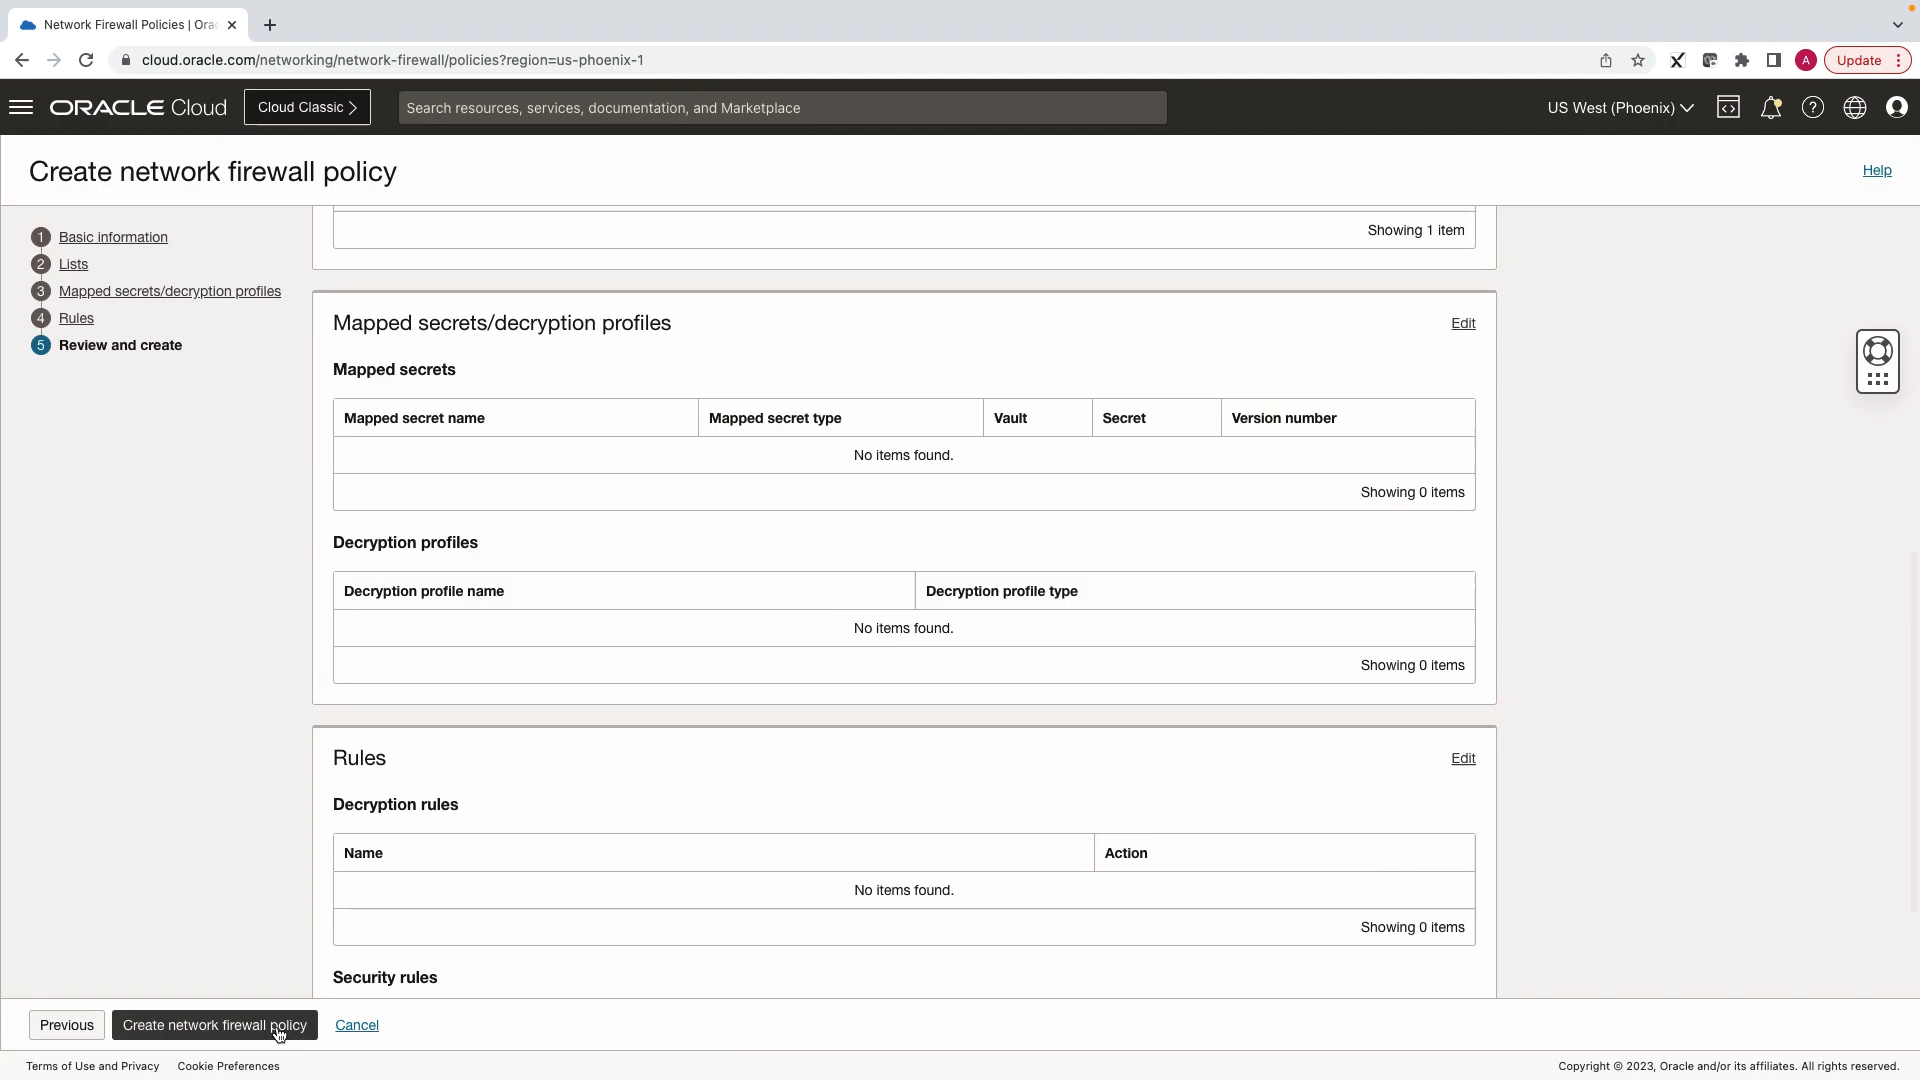 Network Firewall Policies | Ora
cloud.oracle.com/networking/network-firewall/policies?region=us-phoenix-1
A
Update
ORACLE Cloud
Cloud Classic
Search resources, services, documentation, and Marketplace
US West (Phoenix)
Create network firewall policy
Help
1 Basic information
2 Lists
3 Mapped secrets/decryption profiles
4 Rules
5 Review and create
Showing 1 item
Mapped secrets/decryption profiles
Edit
Mapped secrets
Mapped secret name Mapped secret type Vault Secret Version number
No items found.
Showing 0 items
Decryption profiles
Decryption profile name Decryption profile type
No items found.
Showing 0 items
Rules
Edit
Decryption rules
Name Action
No items found.
Showing 0 items
Security rules
Previous
Create network firewall policy
Cancel
Terms of Use and Privacy Cookie Preferences
Copyright © 2023, Oracle and/or its affiliates. All rights reserved.